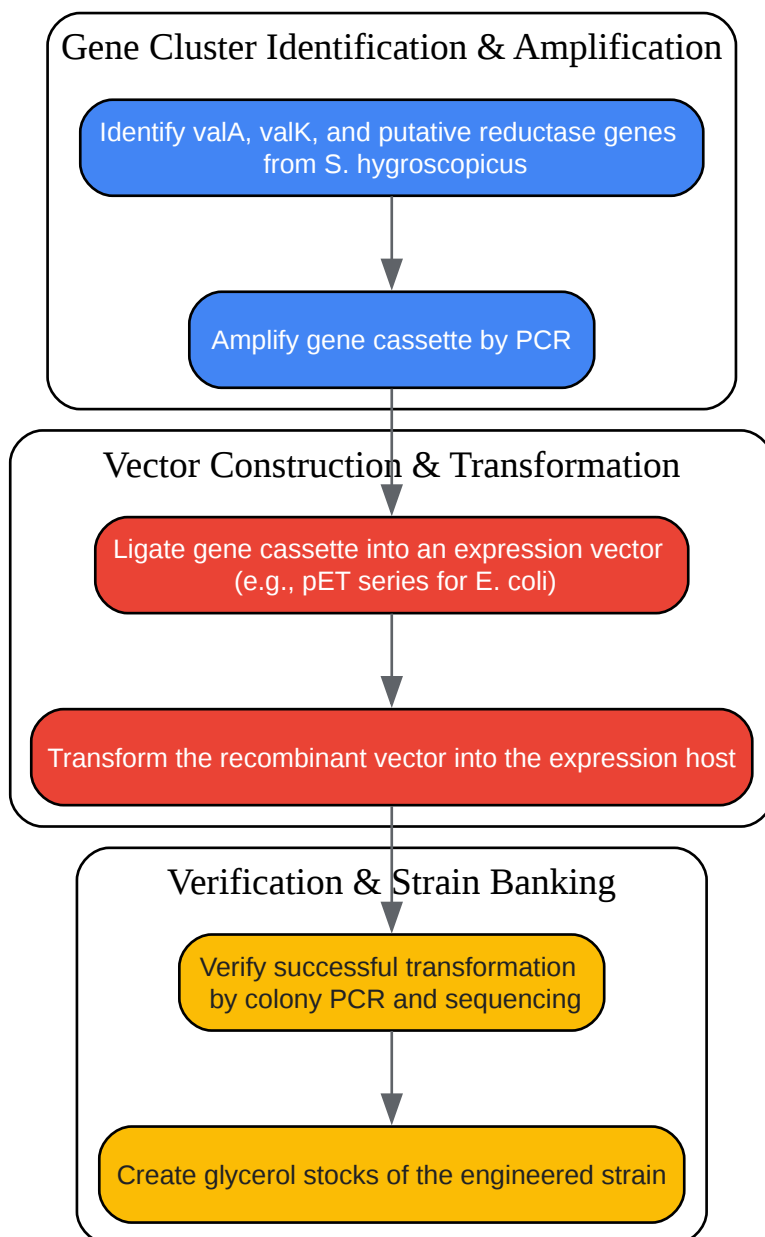 Gene Cluster Identification & Amplification
Identify valA, valK, and putative reductase genes
from S. hygroscopicus
Amplify gene cassette by PCR
Vector Construction & Transformation
Ligate gene cassette into an expression vector
(e.g., pET series for E. coli)
Transform the recombinant vector into the expression host
Verification & Strain Banking
Verify successful transformation
by colony PCR and sequencing
Create glycerol stocks of the engineered strain